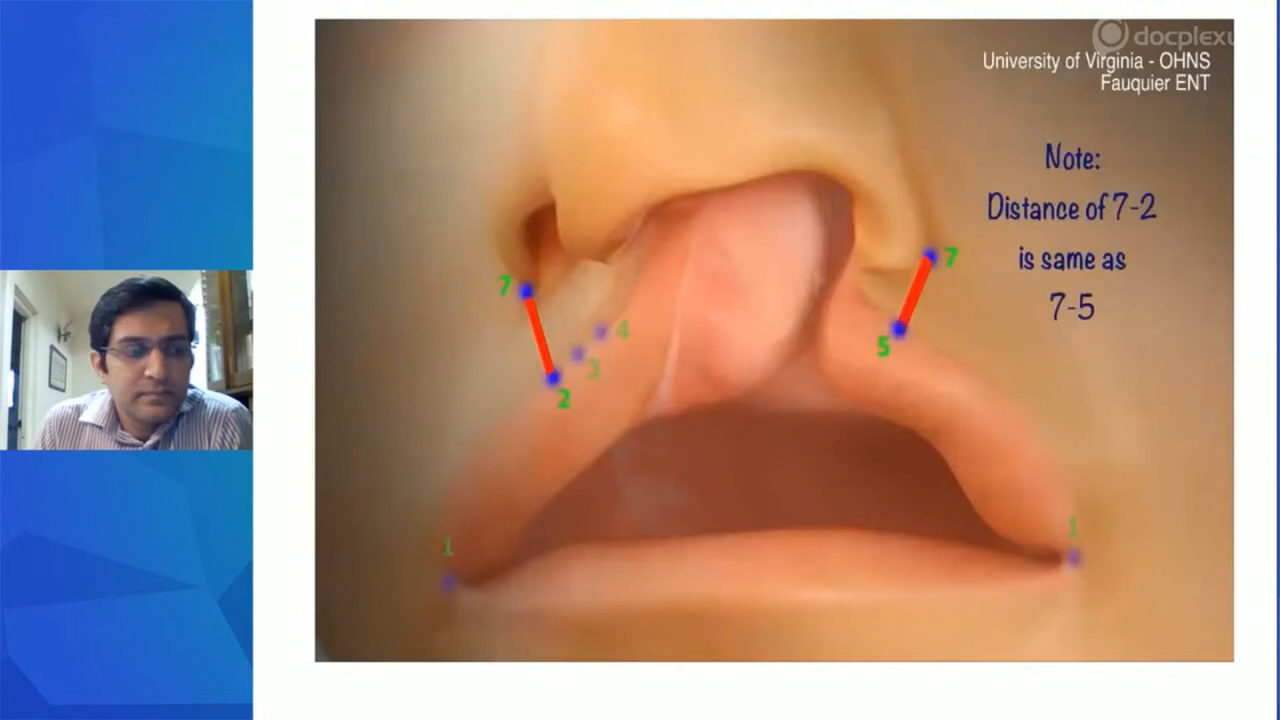 docplexu
University of Virginia - OHNS
Fauquier ENT
Note:
Distance of 7-2
is same as
7-5
7
7
4
3
5
2
1
1